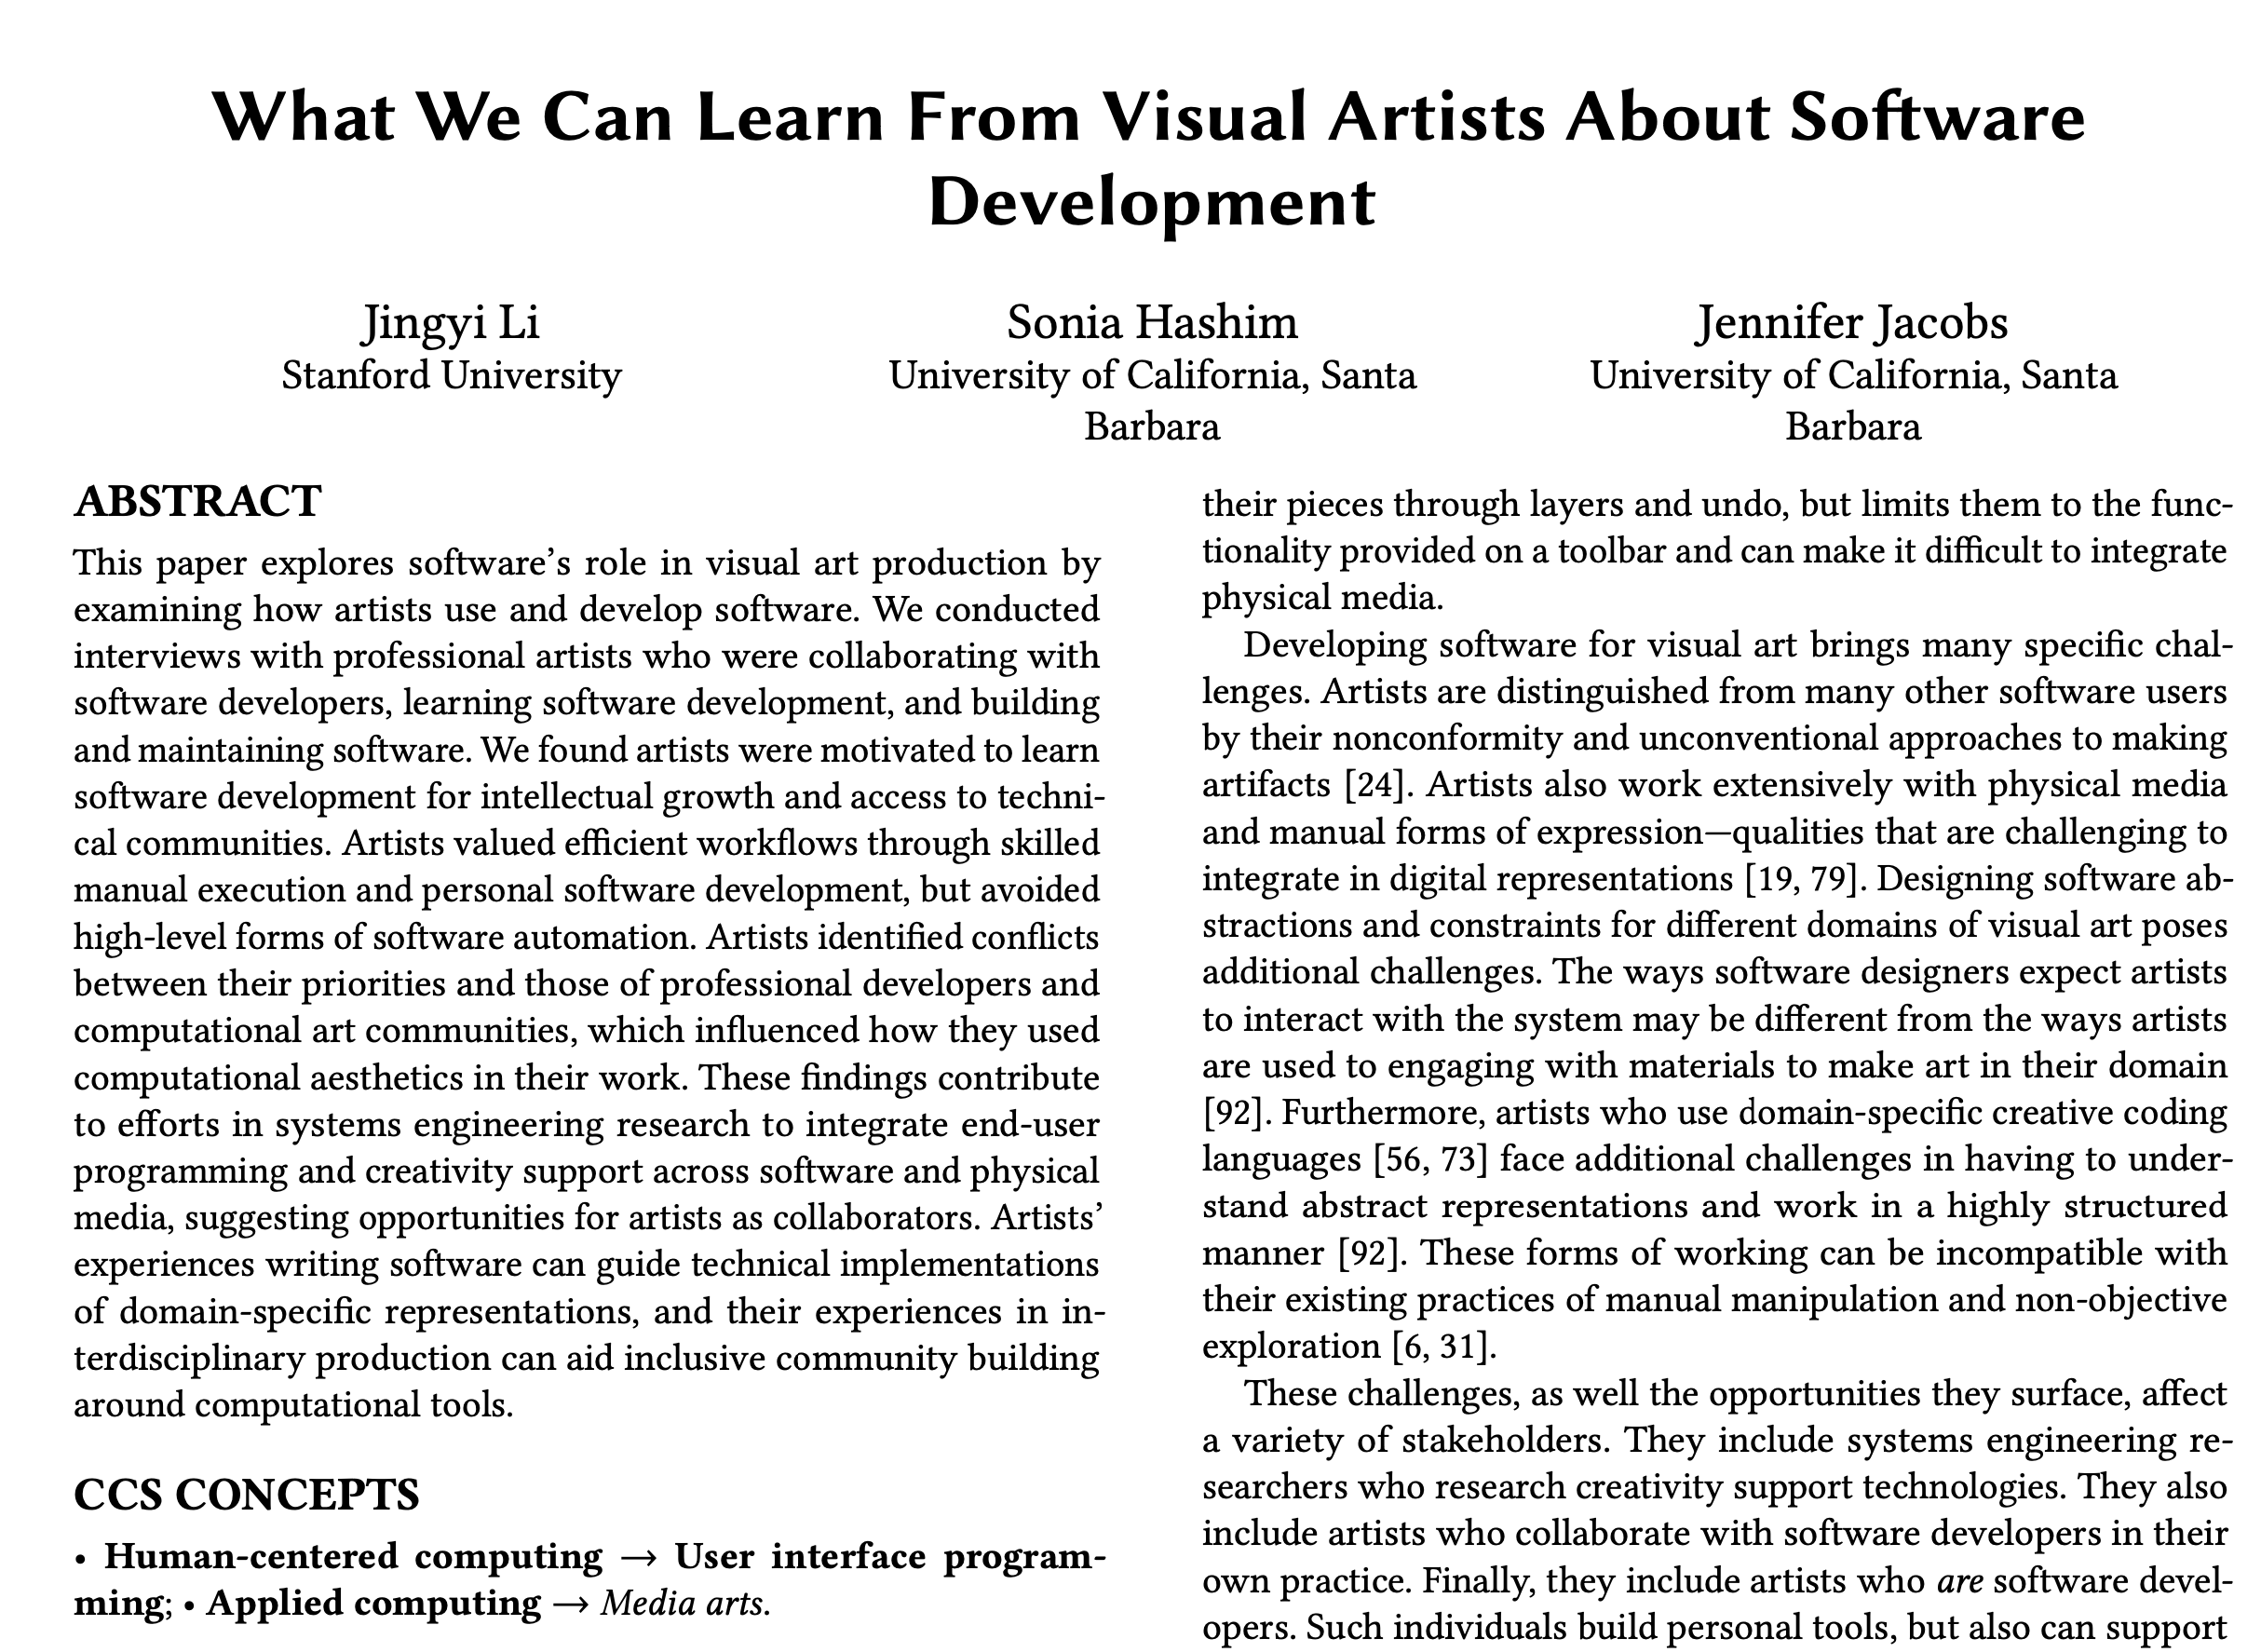 What We Can Learn From Visual Artists About Software
Development
Jingyi Li
Stanford University
Sonia Hashim
University of California, Santa
Barbara
Jennifer Jacobs
University of California, Santa
Barbara
ABSTRACT
This paper explores software’s role in visual art production by
examining how artists use and develop software. We conducted
interviews with professional artists who were collaborating with
software developers, learning software development, and building
and maintaining software. We found artists were motivated to learn
software development for intellectual growth and access to techni-
cal communities. Artists valued efficient workflows through skilled
manual execution and personal software development, but avoided
high-level forms of software automation. Artists identified conflicts
between their priorities and those of professional developers and
computational art communities, which influenced how they used
computational aesthetics in their work. These findings contribute
to efforts in systems engineering research to integrate end-user
programming and creativity support across software and physical
media, suggesting opportunities for artists as collaborators. Artists’
experiences writing software can guide technical implementations
of domain-specific representations, and their experiences in in-
terdisciplinary production can aid inclusive community building
around computational tools.
CCS CONCEPTS
• Human-centered computing → User interface program-
ming; • Applied computing → Media arts.
their pieces through layers and undo, but limits them to the func-
tionality provided on a toolbar and can make it difficult to integrate
physical media.
Developing software for visual art brings many specific chal-
lenges. Artists are distinguished from many other software users
by their nonconformity and unconventional approaches to making
artifacts [24]. Artists also work extensively with physical media
and manual forms of expression—qualities that are challenging to
integrate in digital representations [19, 79]. Designing software ab-
stractions and constraints for different domains of visual art poses
additional challenges. The ways software designers expect artists
to interact with the system may be different from the ways artists
are used to engaging with materials to make art in their domain
[92]. Furthermore, artists who use domain-specific creative coding
languages [56, 73] face additional challenges in having to under-
stand abstract representations and work in a highly structured
manner [92]. These forms of working can be incompatible with
their existing practices of manual manipulation and non-objective
exploration [6, 31].
These challenges, as well the opportunities they surface, affect
a variety of stakeholders. They include systems engineering re-
searchers who research creativity support technologies. They also
include artists who collaborate with software developers in their
own practice. Finally, they include artists who are software devel-
opers. Such individuals build personal tools, but also can support